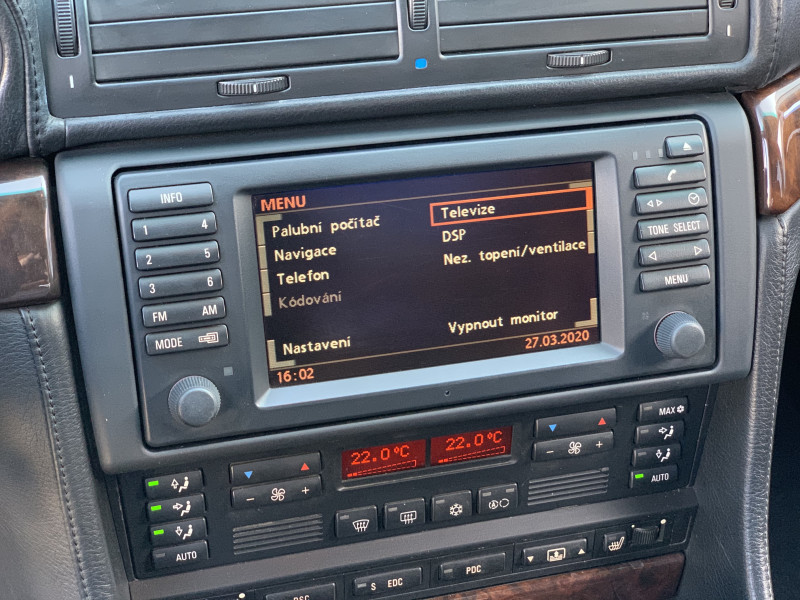 INFO
1 4
2 5
3 6
FM AM
MODE
MENU
Palubní počítač
Navigace
Telefon
Kódování
Nastavení
Televize
DSP
Nez. topení/ventilace
Vypnout monitor
16:02
27.03.2020
TONE SELECT
MENU
22.0°C
22.0°C
MAX
AUTO
AUTO
S EDC
PDC